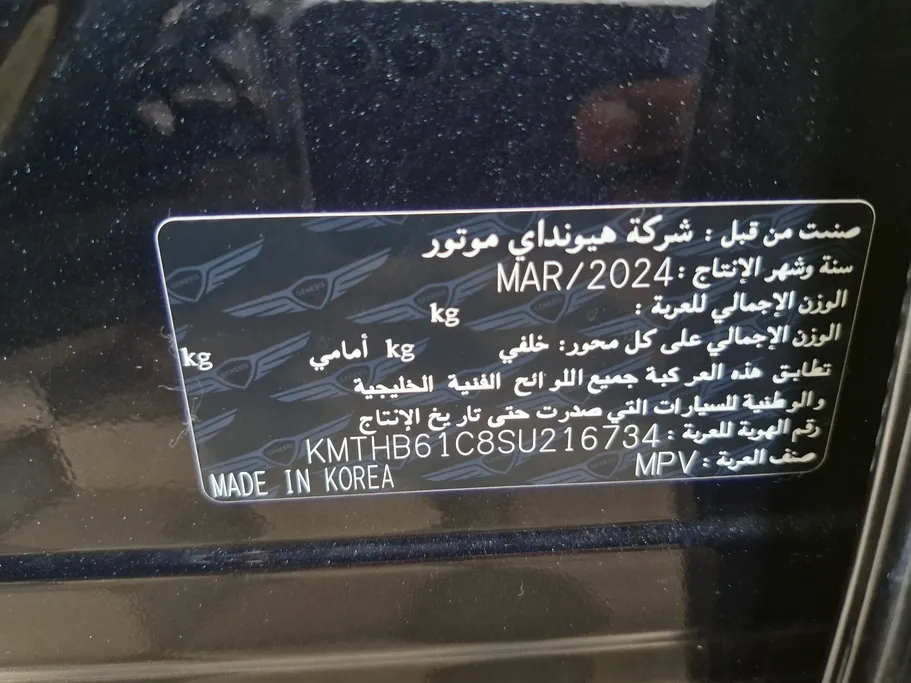 صنعت من قبل : شركة هيونداي موتور
سنة وشهر الإنتاج : MAR/2024
الوزن الإجمالي للعربة : kg
الوزن الإجمالي على كل محور: خلفي kg أمامي kg
تطابق هذه المركبة جميع اللوائح الفنية الخليجية
والوطنية للسيارات التي صدرت حتى تاريخ الإنتاج
رقم الهوية للعربة : KMTHB61C8SU216734
صنف العربة : MPV
MADE IN KOREA
GENESIS